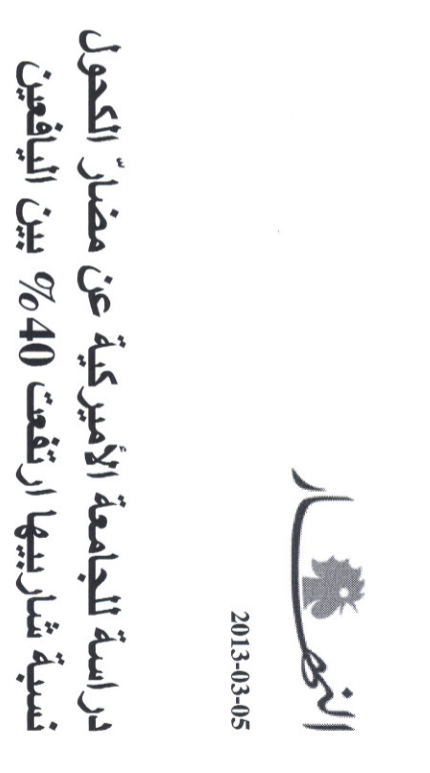 النهار
2013-03-05
دراسة للجامعة الأميركية عن مضارّ الكحول
نسبة شاربيها ارتفعت 40% بين اليافعين